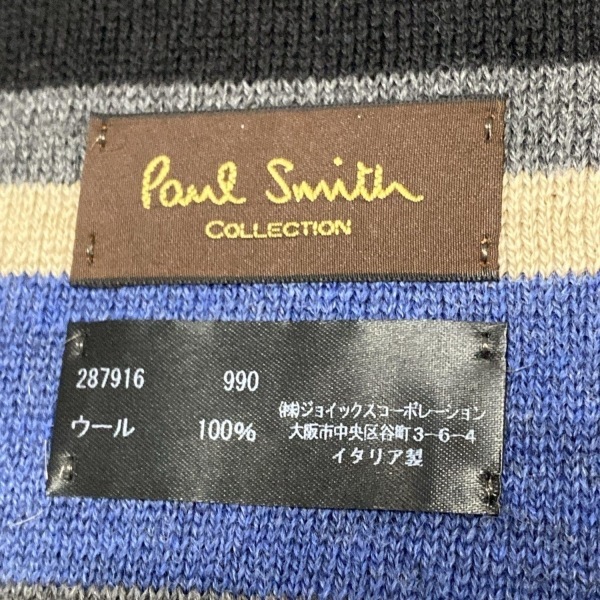 Paul Smith
COLLECTION
287916 990
ウール 100%
(株)ジョイックスコーポレーション
大阪市中央区谷町3-6-4
イタリア製